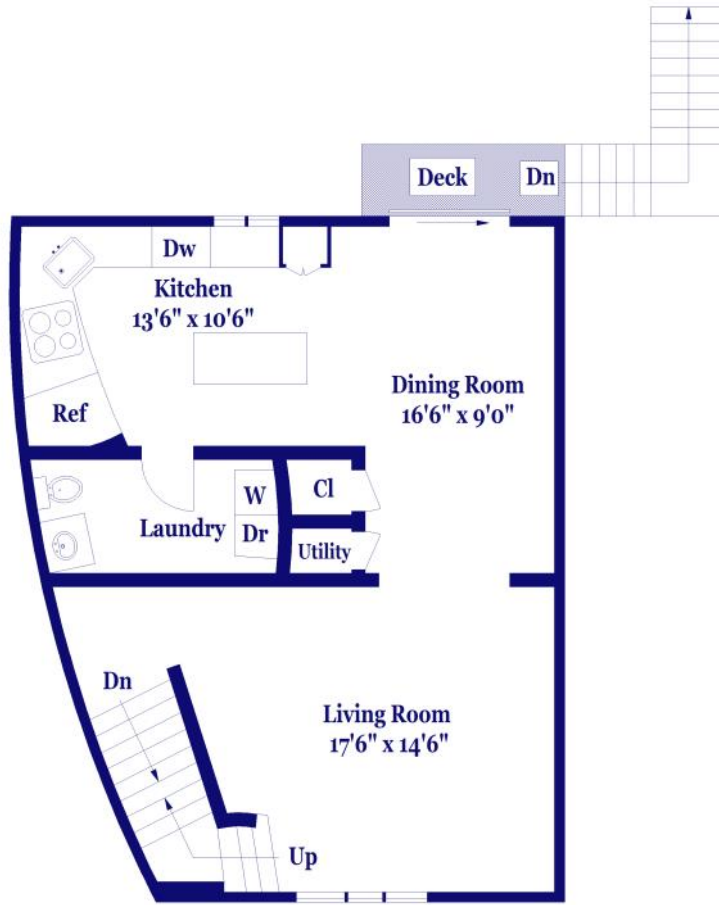 Deck
Dn
Dw
Kitchen
13'6" x 10'6"
Dining Room
16'6" x 9'0"
Ref
W
Cl
Laundry
Dr
Utility
Dn
Living Room
17'6" x 14'6"
Up